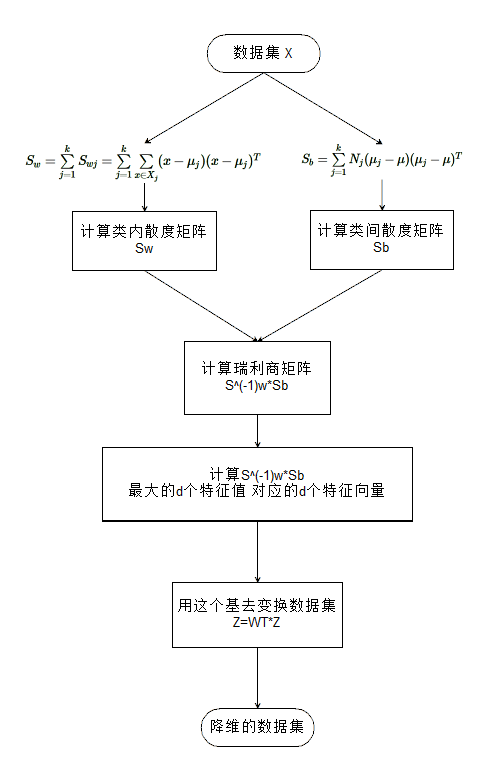 数据集 X
$S_w = \sum_{j=1}^{k} S_{wj} = \sum_{j=1}^{k} \sum_{x \in X_j} (x - \mu_j)(x - \mu_j)^T$
$S_b = \sum_{j=1}^{k} N_j (\mu_j - \mu)(\mu_j - \mu)^T$
计算类内散度矩阵
Sw
计算类间散度矩阵
Sb
计算瑞利商矩阵
S^(-1)w*Sb
计算S^(-1)w*Sb
最大的d个特征值 对应的d个特征向量
用这个基去变换数据集
Z=WT*Z
降维的数据集